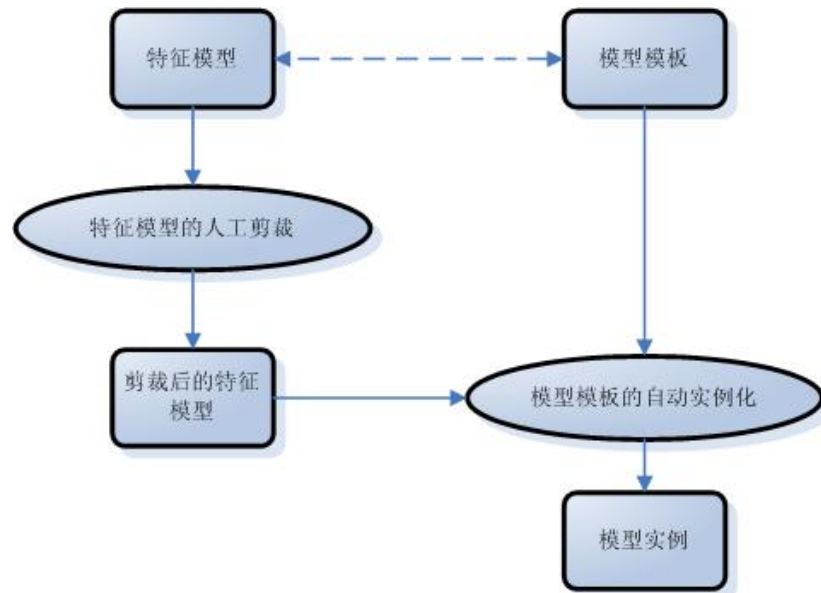 特征模型
模型模板
特征模型的人工剪裁
剪裁后的特征
模型
模型模板的自动实例化
模型实例